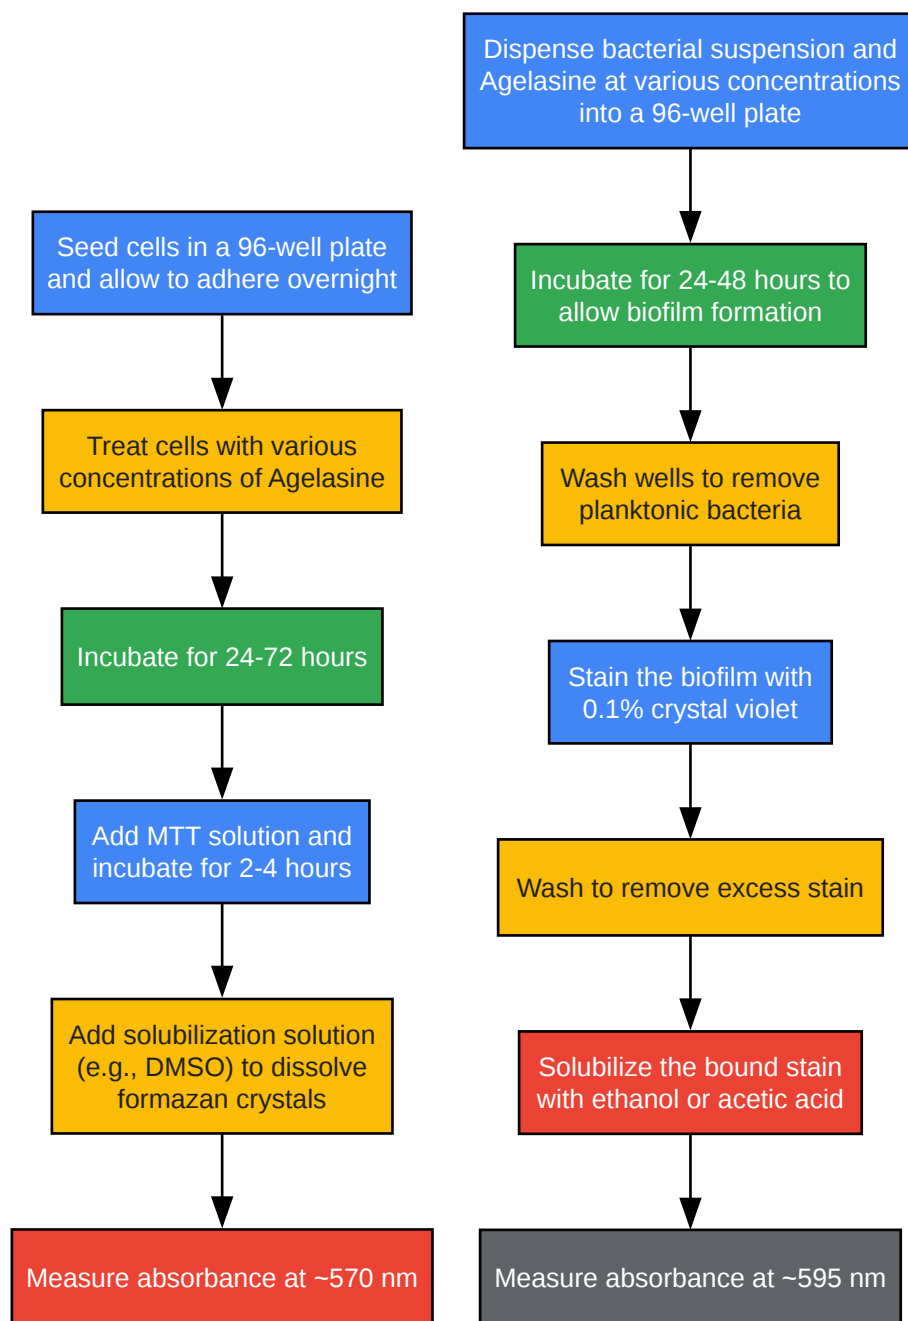 Seed cells in a 96-well plate
and allow to adhere overnight
Treat cells with various
concentrations of Agelasine
Incubate for 24-72 hours
Add MTT solution and
incubate for 2-4 hours
Add solubilization solution
(e.g., DMSO) to dissolve
formazan crystals
Measure absorbance at ~570 nm
Dispense bacterial suspension and
Agelasine at various concentrations
into a 96-well plate
Incubate for 24-48 hours to
allow biofilm formation
Wash wells to remove
planktonic bacteria
Stain the biofilm with
0.1% crystal violet
Wash to remove excess stain
Solubilize the bound stain
with ethanol or acetic acid
Measure absorbance at ~595 nm